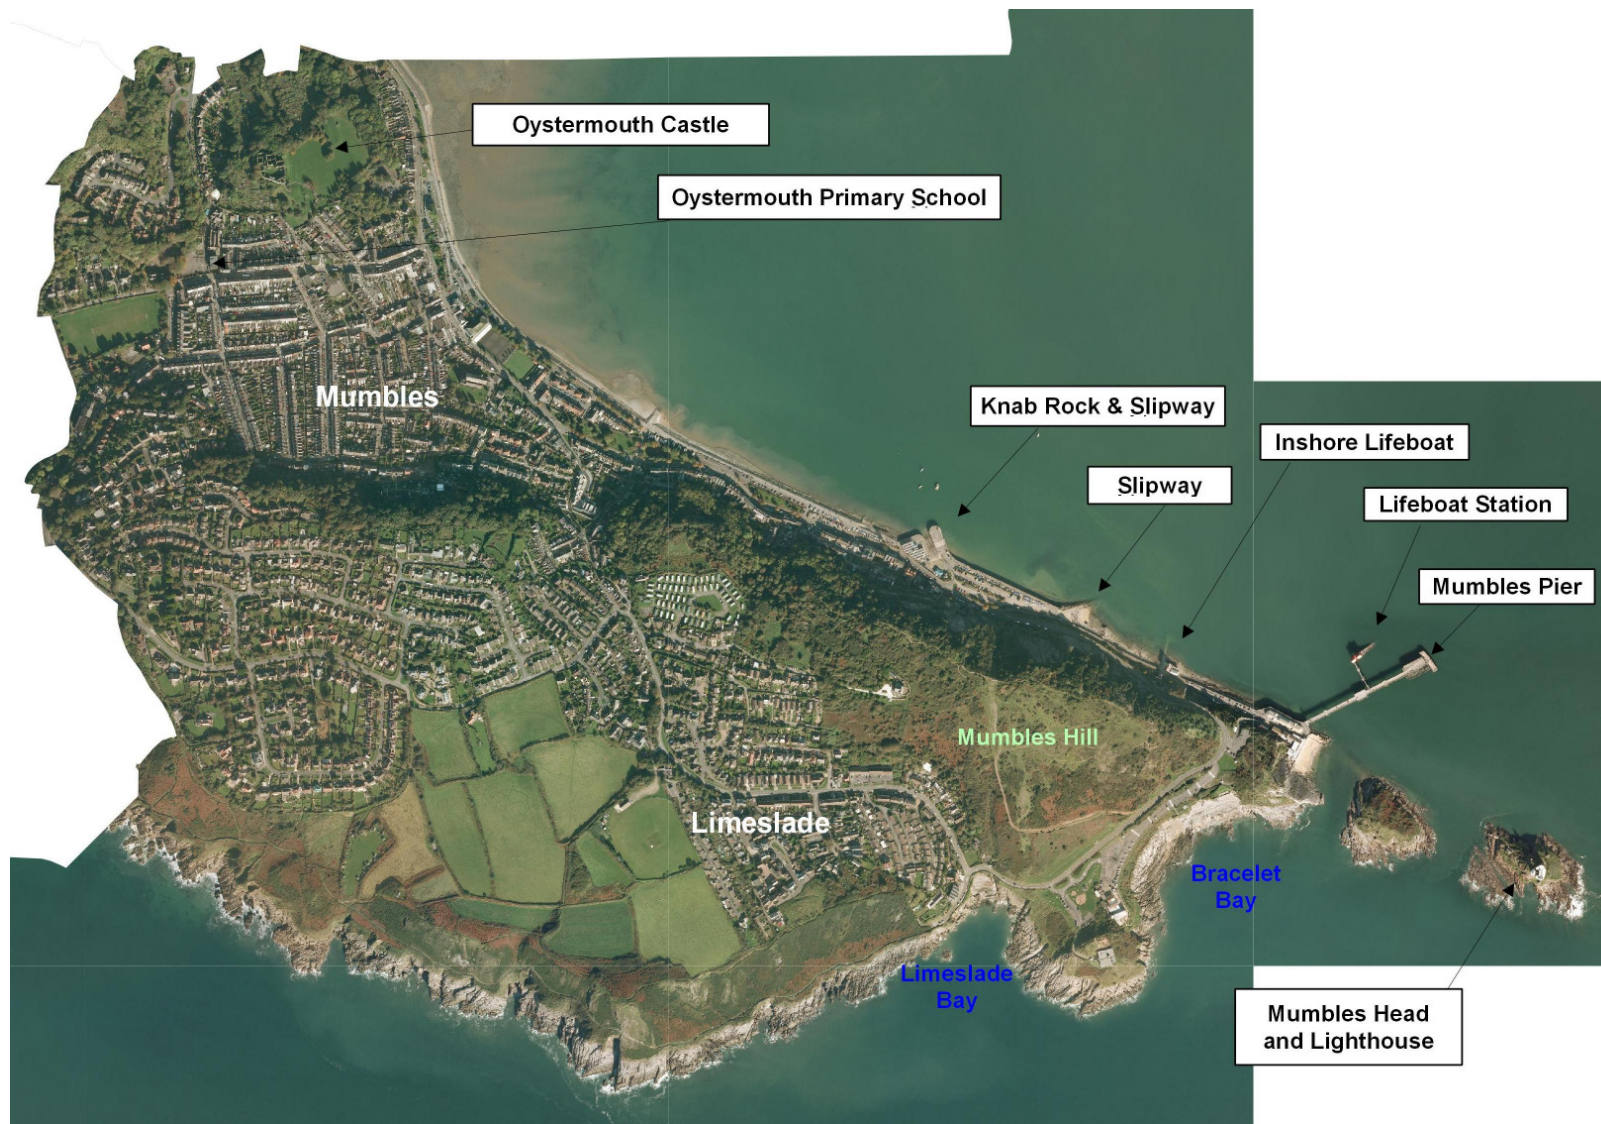 Oystermouth Castle
Oystermouth Primary School
Mumbles
Knab Rock & Slipway
Inshore Lifeboat
Slipway
Lifeboat Station
Mumbles Pier
Mumbles Hill
Limeslade
Bracelet
Bay
Limeslade
Bay
Mumbles Head
and Lighthouse